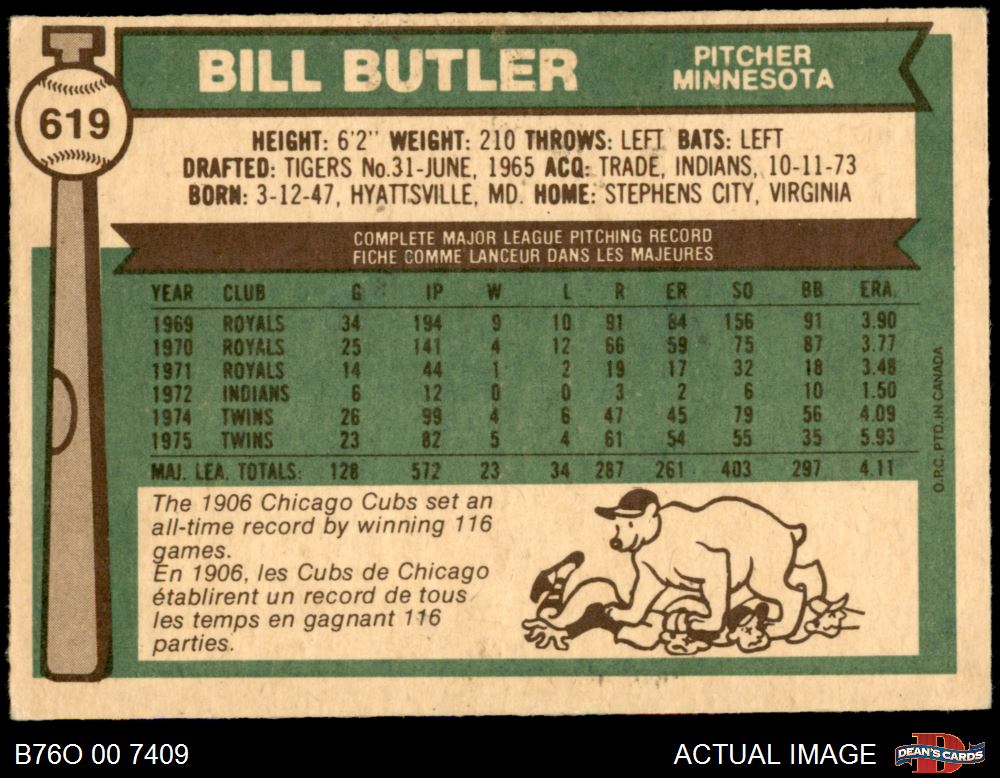 BILL BUTLER
PITCHER
MINNESOTA
619
HEIGHT: 6'2" WEIGHT: 210 THROWS: LEFT BATS: LEFT
DRAFTED: TIGERS No.31-JUNE, 1965 ACQ: TRADE, INDIANS, 10-11-73
BORN: 3-12-47, HYATTSVILLE, MD. HOME: STEPHENS CITY, VIRGINIA
COMPLETE MAJOR LEAGUE PITCHING RECORD
FICHE COMME LANCEUR DANS LES MAJEURES
YEAR CLUB G IP W L R ER SO BB ERA.
1969 ROYALS 34 194 9 10 91 84 156 91 3.90
1970 ROYALS 25 141 4 12 66 59 75 87 3.77
1971 ROYALS 14 44 1 2 19 17 32 18 3.48
1972 INDIANS 6 12 0 0 3 2 6 10 1.50
1974 TWINS 26 99 4 6 47 45 79 56 4.09
1975 TWINS 23 82 5 4 61 54 55 35 5.93
MAJ. LEA. TOTALS: 128 572 23 34 287 261 403 297 4.11
O.P.C. PTD. IN CANADA
The 1906 Chicago Cubs set an
all-time record by winning 116
games.
En 1906, les Cubs de Chicago
établirent un record de tous
les temps en gagnant 116
parties.
B76O 00 7409
ACTUAL IMAGE
DEAN'S CARDS